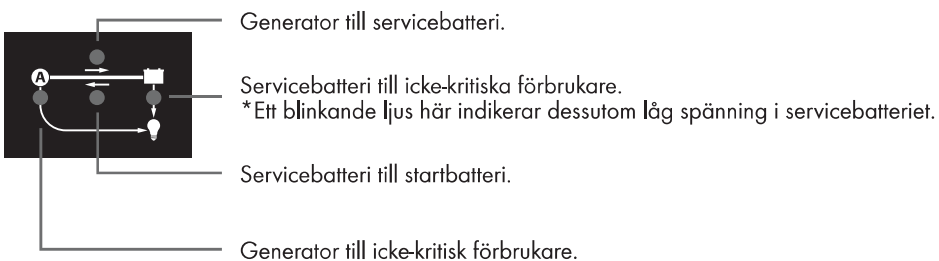 Generator till servicebatteri.
A
Servicebatteri till icke-kritiska förbrukare.
*Ett blinkande ljus här indikerar dessutom låg spänning i servicebatteriet.
Servicebatteri till startbatteri.
Generator till icke-kritisk förbrukare.